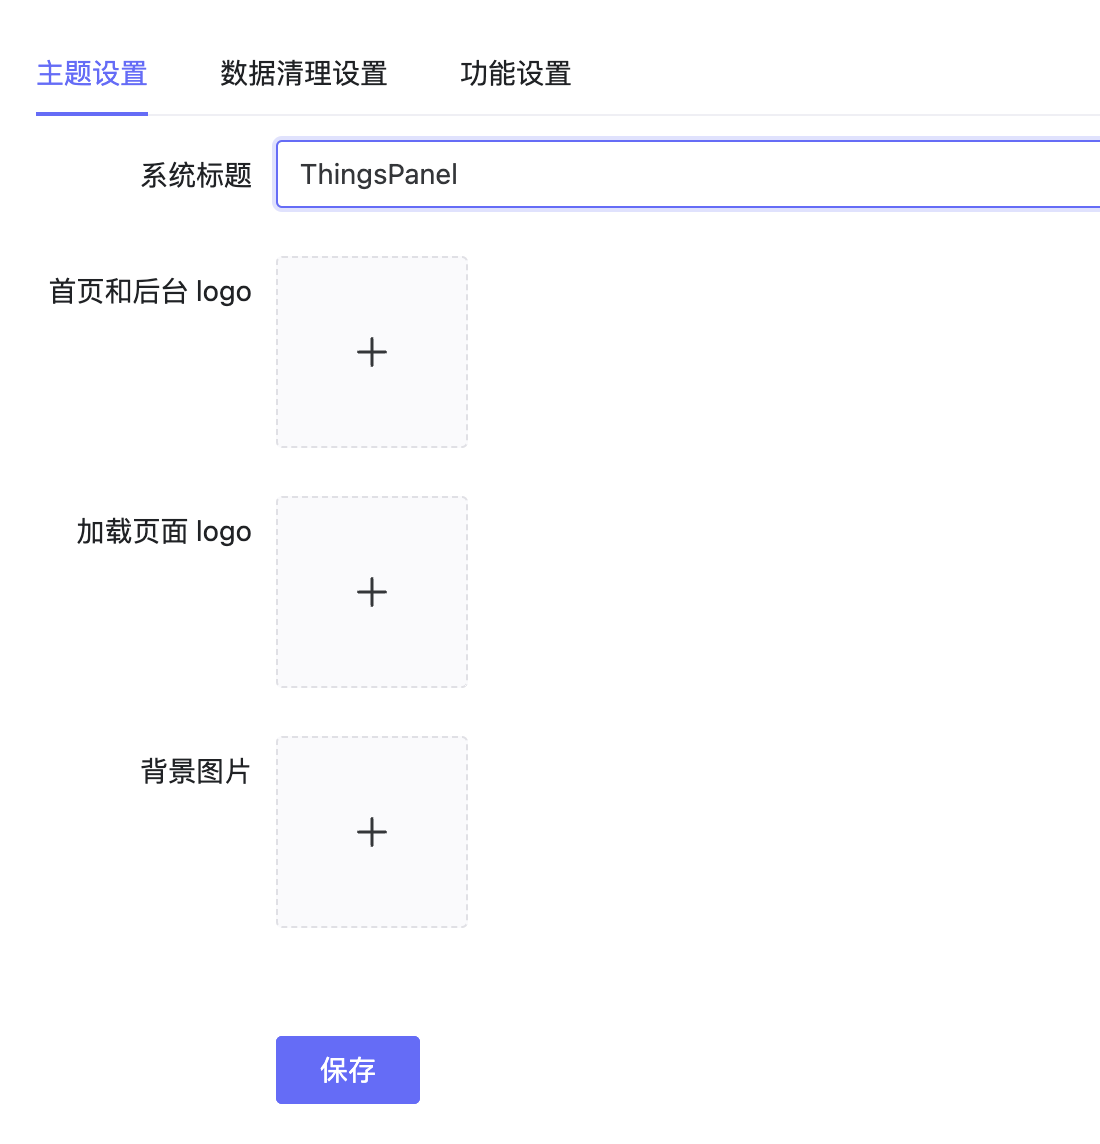 主题设置 数据清理设置 功能设置
系统标题 ThingsPanel
首页和后台 logo
加载页面 logo
背景图片
保存